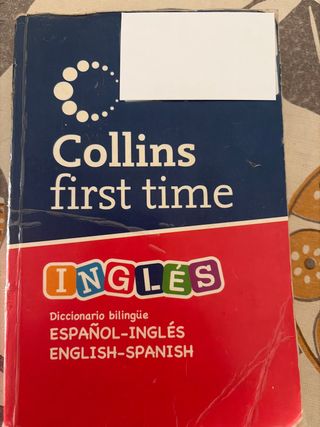 Collins
first time
INGLÉS
Diccionario bilingüe
ESPAÑOL-INGLÉS
ENGLISH-SPANISH